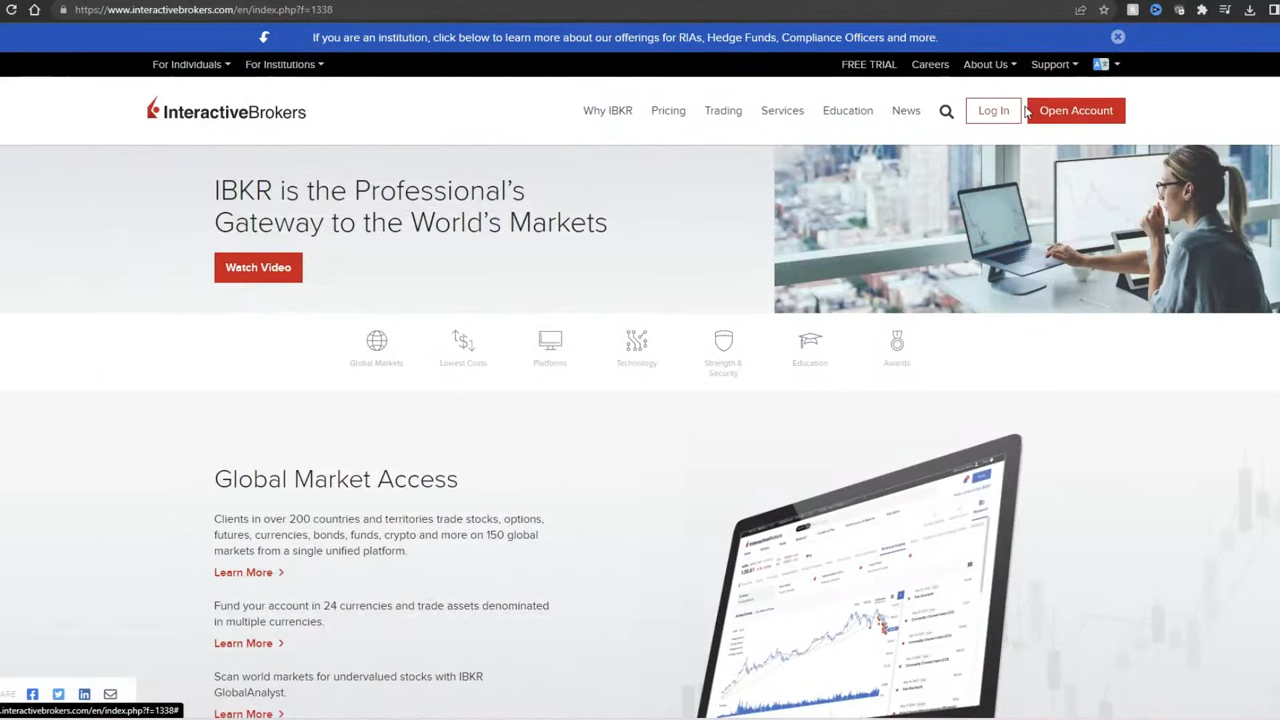 https://www.interactivebrokers.com/en/index.php?f=1338
If you are an institution, click below to learn more about our offerings for RIAs, Hedge Funds, Compliance Officers and more.
For Individuals For Institutions FREE TRIAL Careers About Us Support
InteractiveBrokers Why IBKR Pricing Trading Services Education News Log In Open Account
IBKR is the Professional's
Gateway to the World's Markets
Watch Video
Global Markets Lowest Costs Platforms Technology Strength & Education Awards
Security
Global Market Access
Clients in over 200 countries and territories trade stocks, options,
futures, currencies, bonds, funds, crypto and more on 150 global
markets from a single unified platform.
Learn More
Fund your account in 24 currencies and trade assets denominated
in multiple currencies.
Learn More
Scan world markets for undervalued stocks with IBKR
GlobalAnalyst.
Learn More
ARE
.interactivebrokers.com/en/index.php?f=1338#
InteractiveBrokers